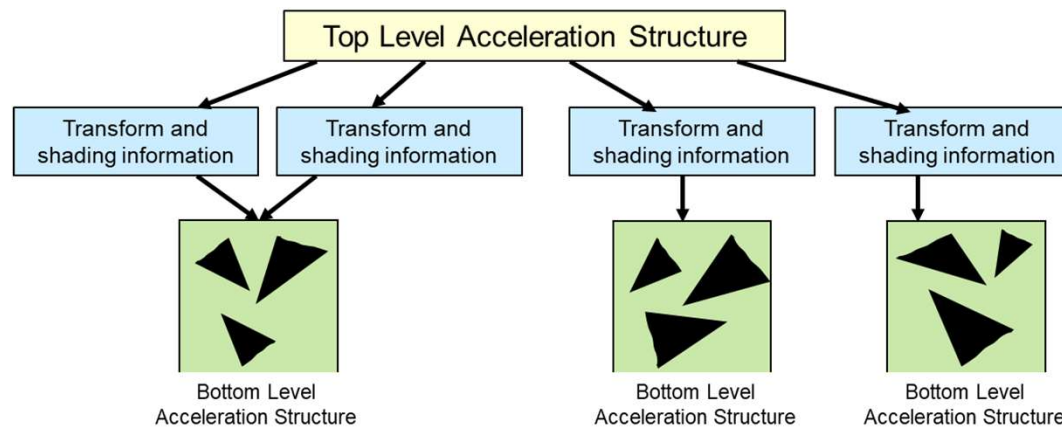 Top Level Acceleration Structure
Transform and
shading information
Transform and
shading information
Transform and
shading information
Transform and
shading information
Bottom Level
Acceleration Structure
Bottom Level
Acceleration Structure
Bottom Level
Acceleration Structure